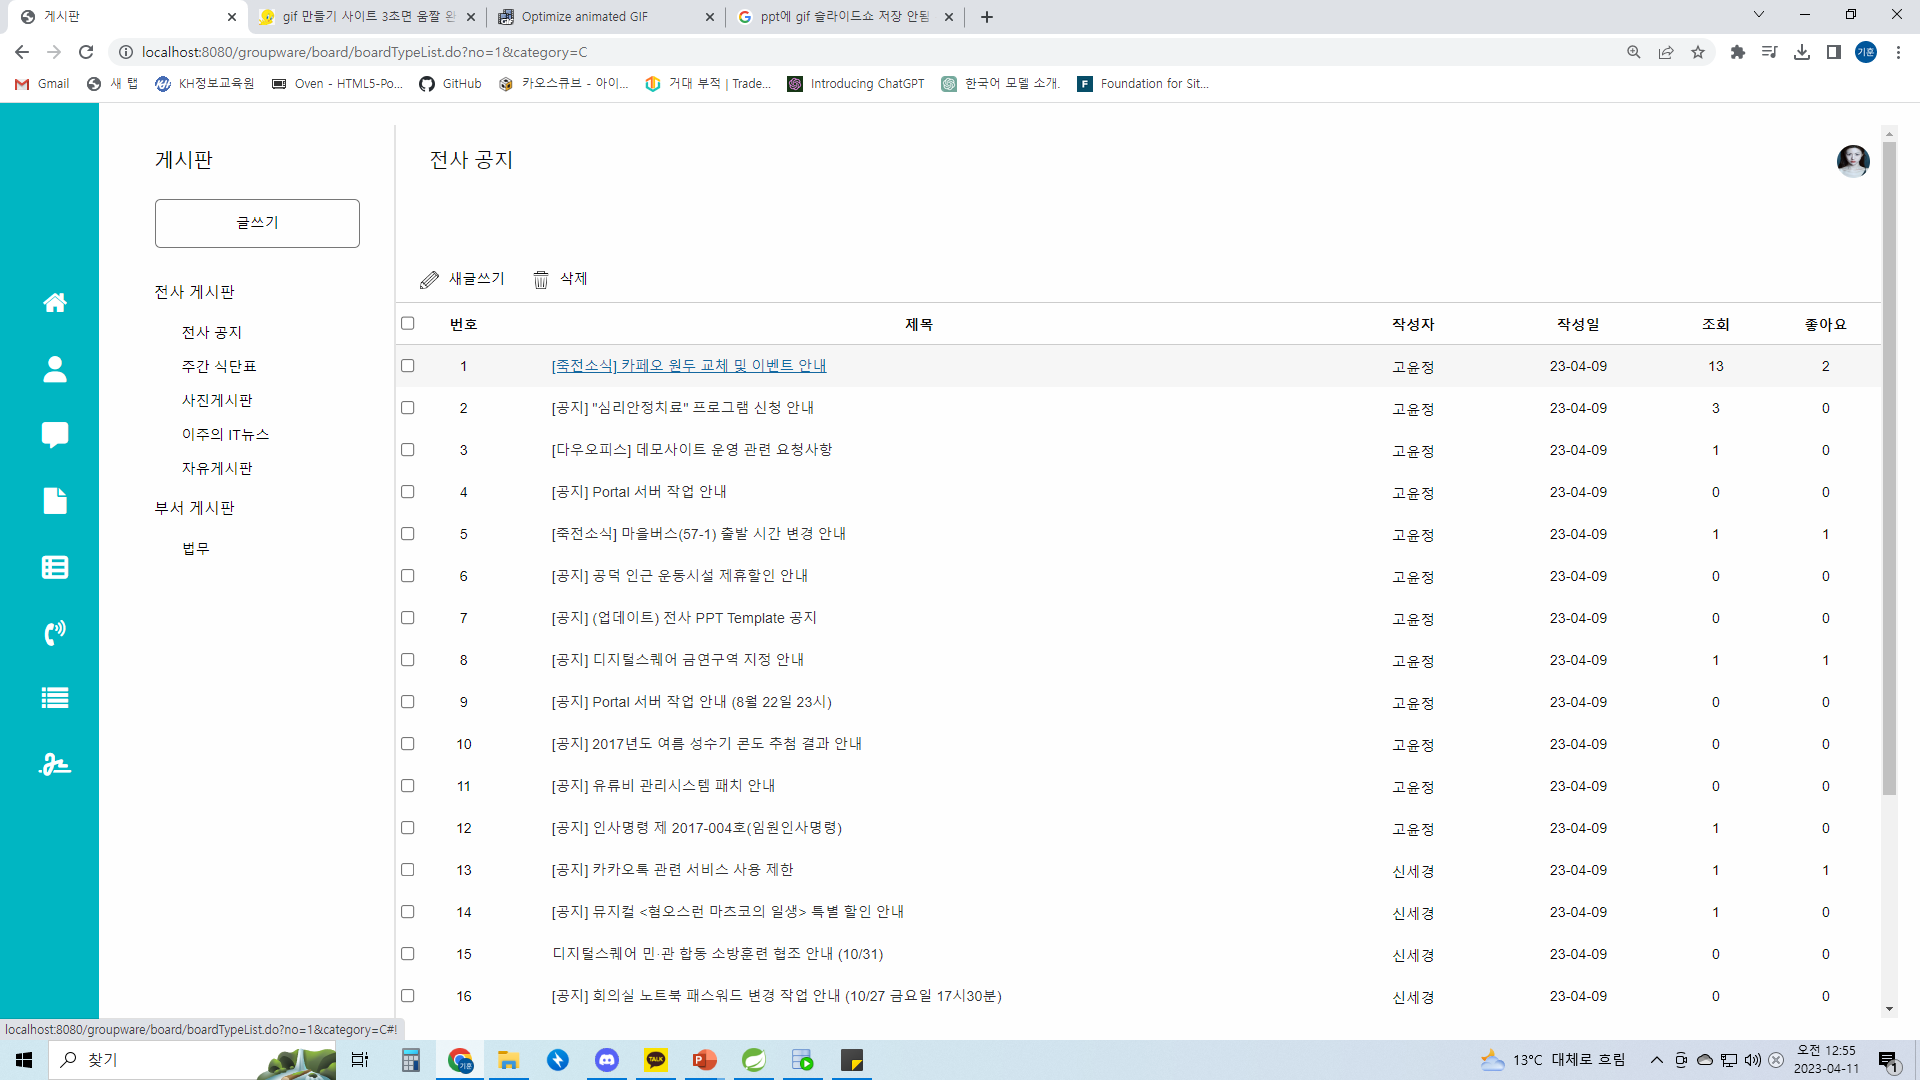 게시판
gif 만들기 사이트 3초면 움짤 완
Optimize animated GIF
ppt에 gif 슬라이드쇼 저장 안됨
localhost:8080/groupware/board/boardTypeList.do?no=1&category=C
기훈
Gmail
새 탭
KH정보교육원
Oven - HTML5-Po...
GitHub
카오스큐브 - 아이...
거대 부적 | Trade...
Introducing ChatGPT
한국어 모델 소개.
Foundation for Sit...
게시판
글쓰기
전사 게시판
전사 공지
주간 식단표
사진게시판
이주의 IT뉴스
자유게시판
부서 게시판
법무
전사 공지
새글쓰기 삭제
번호 제목 작성자 작성일 조회 좋아요
1 [죽전소식] 카페오 원두 교체 및 이벤트 안내 고윤정 23-04-09 13 2
2 [공지] "심리안정치료" 프로그램 신청 안내 고윤정 23-04-09 3 0
3 [다우오피스] 데모사이트 운영 관련 요청사항 고윤정 23-04-09 1 0
4 [공지] Portal 서버 작업 안내 고윤정 23-04-09 0 0
5 [죽전소식] 마을버스(57-1) 출발 시간 변경 안내 고윤정 23-04-09 1 1
6 [공지] 공덕 인근 운동시설 제휴할인 안내 고윤정 23-04-09 0 0
7 [공지] (업데이트) 전사 PPT Template 공지 고윤정 23-04-09 0 0
8 [공지] 디지털스퀘어 금연구역 지정 안내 고윤정 23-04-09 1 1
9 [공지] Portal 서버 작업 안내 (8월 22일 23시) 고윤정 23-04-09 0 0
10 [공지] 2017년도 여름 성수기 콘도 추첨 결과 안내 고윤정 23-04-09 0 0
11 [공지] 유류비 관리시스템 패치 안내 고윤정 23-04-09 0 0
12 [공지] 인사명령 제 2017-004호(임원인사명령) 고윤정 23-04-09 1 0
13 [공지] 카카오톡 관련 서비스 사용 제한 신세경 23-04-09 1 1
14 [공지] 뮤지컬 <혐오스런 마츠코의 일생> 특별 할인 안내 신세경 23-04-09 1 0
15 디지털스퀘어 민·관 합동 소방훈련 협조 안내 (10/31) 신세경 23-04-09 0 0
16 [공지] 회의실 노트북 패스워드 변경 작업 안내 (10/27 금요일 17시30분) 신세경 23-04-09 0 0
localhost:8080/groupware/board/boardTypeList.do?no=1&category=C#!
찾기
기훈
TALK
13°C 대체로 흐림
오전 12:55
2023-04-11
1